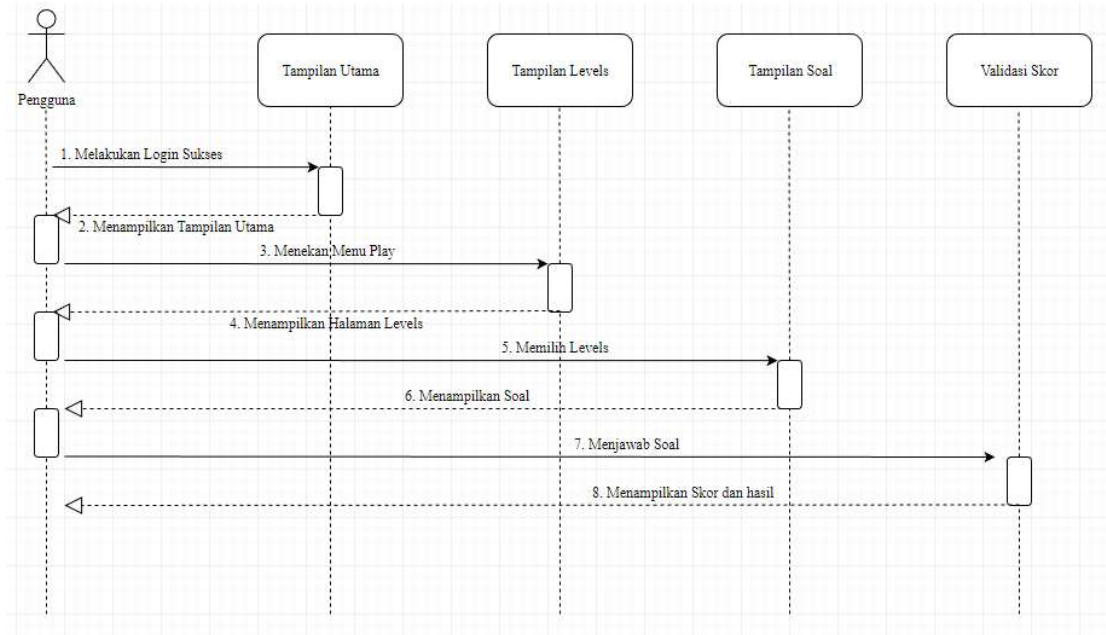 Tampilan Utama
Tampilan Levels
Tampilan Soal
Validasi Skor
Pengguna
1. Melakukan Login Sukses
2. Menampilkan Tampilan Utama
3. Menekan Menu Play
4. Menampilkan Halaman Levels
5. Memilih Levels
6. Menampilkan Soal
7. Menjawab Soal
8. Menampilkan Skor dan hasil